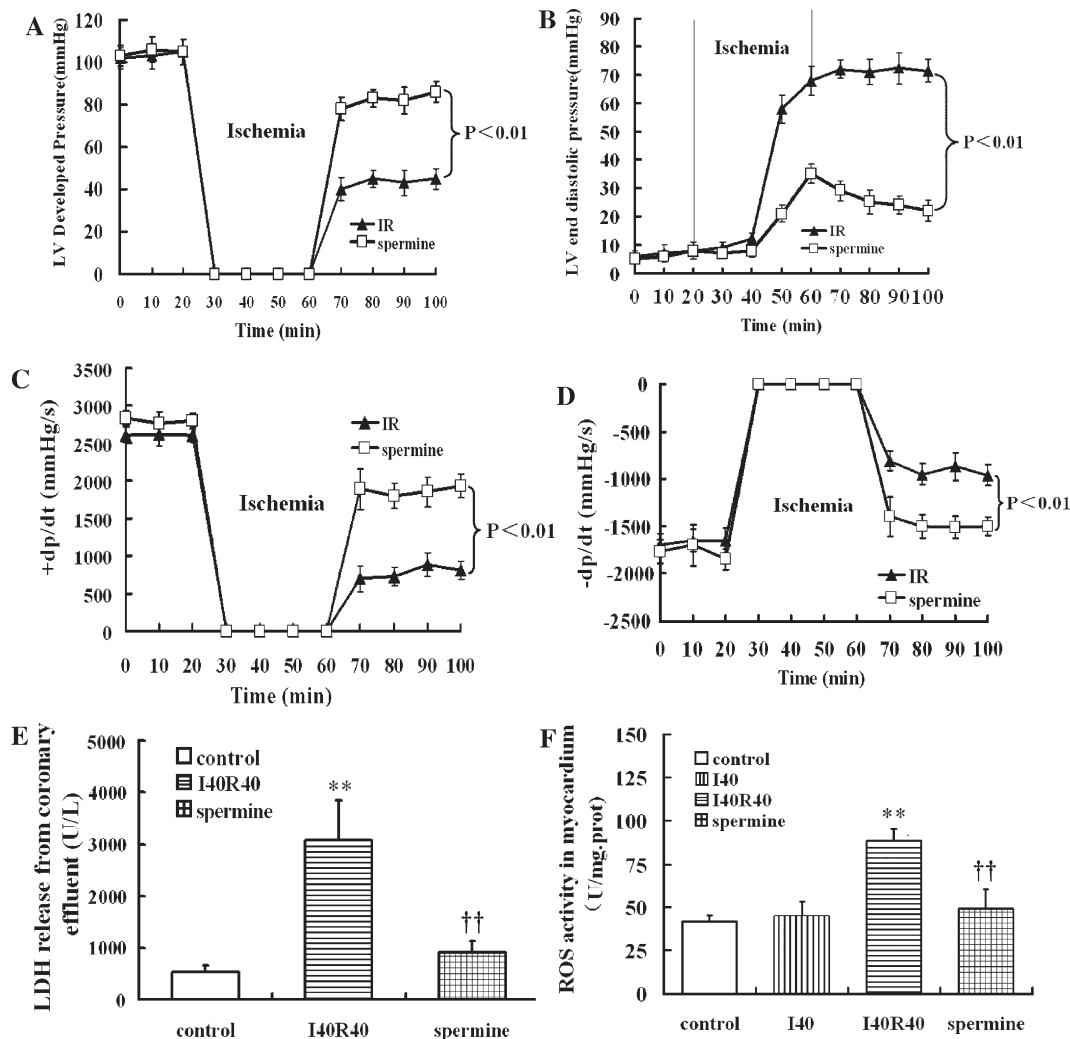 A
LV Developed Pressure(mmHg)
120
100
80
60
40
20
0
Ischemia
P<0.01
IR
spermine
0 10 20 30 40 50 60 70 80 90 100
Time (min)
B
LV end diastolic pressure(mmHg)
90
80
70
60
50
40
30
20
10
0
Ischemia
P<0.01
IR
spermine
0 10 20 30 40 50 60 70 80 90100
Time (min)
C
+dp/dt (mmHg/s)
3500
3000
2500
2000
1500
1000
500
0
IR
spermine
Ischemia
P<0.01
0 10 20 30 40 50 60 70 80 90 100
Time (min)
D
-dp/dt (mmHg/s)
0
-500
-1000
-1500
-2000
-2500
Ischemia
P<0.01
IR
spermine
0 10 20 30 40 50 60 70 80 90 100
Time (min)
E
LDH release from coronary
effluent (U/L)
5000
4000
3000
2000
1000
0
control
I40R40
spermine
**
††
control I40R40 spermine
F
ROS activity in myocardium
(U/mg.prot)
150
125
100
75
50
25
0
control
I40
I40R40
spermine
**
††
control I40 I40R40 spermine